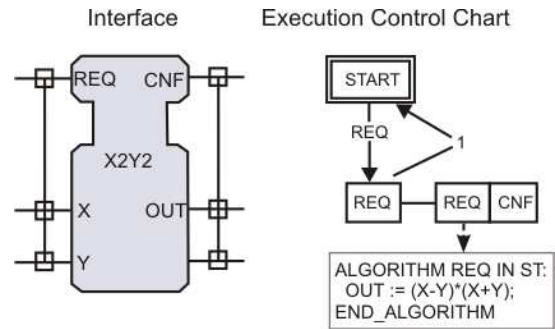 Interface Execution Control Chart
REQ CNF
X2Y2
X OUT
Y
START
REQ
1
REQ REQ CNF
ALGORITHM REQ IN ST:
OUT := (X-Y)*(X+Y);
END_ALGORITHM